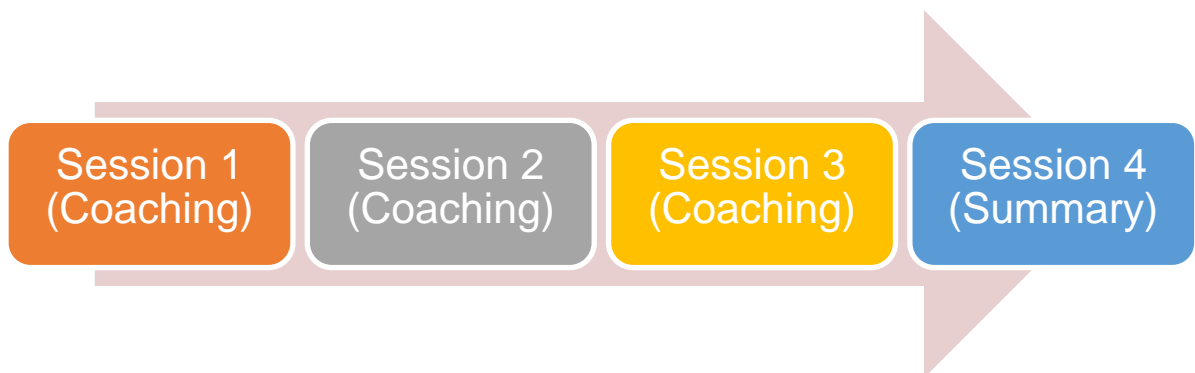 Session 1
(Coaching)
Session 2
(Coaching)
Session 3
(Coaching)
Session 4
(Summary)